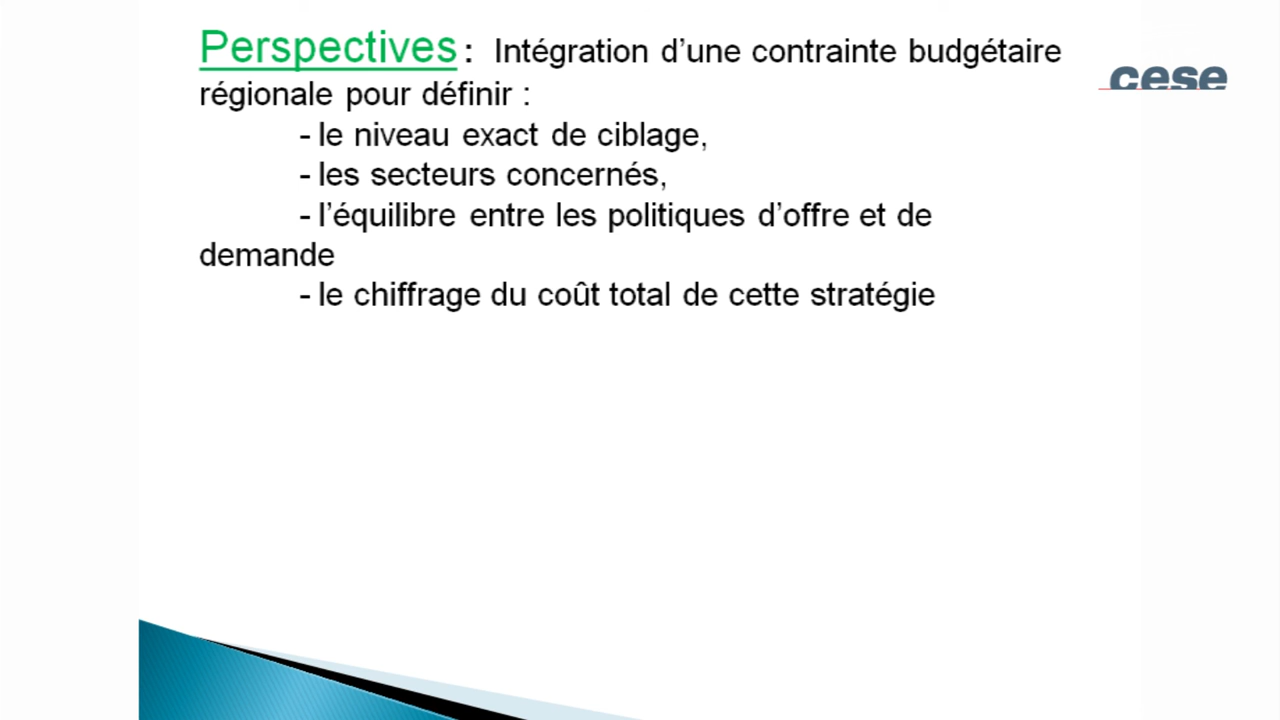 Perspectives : Intégration d’une contrainte budgétaire
régionale pour définir :
- le niveau exact de ciblage,
- les secteurs concernés,
- l’équilibre entre les politiques d’offre et de
demande
- le chiffrage du coût total de cette stratégie
cese